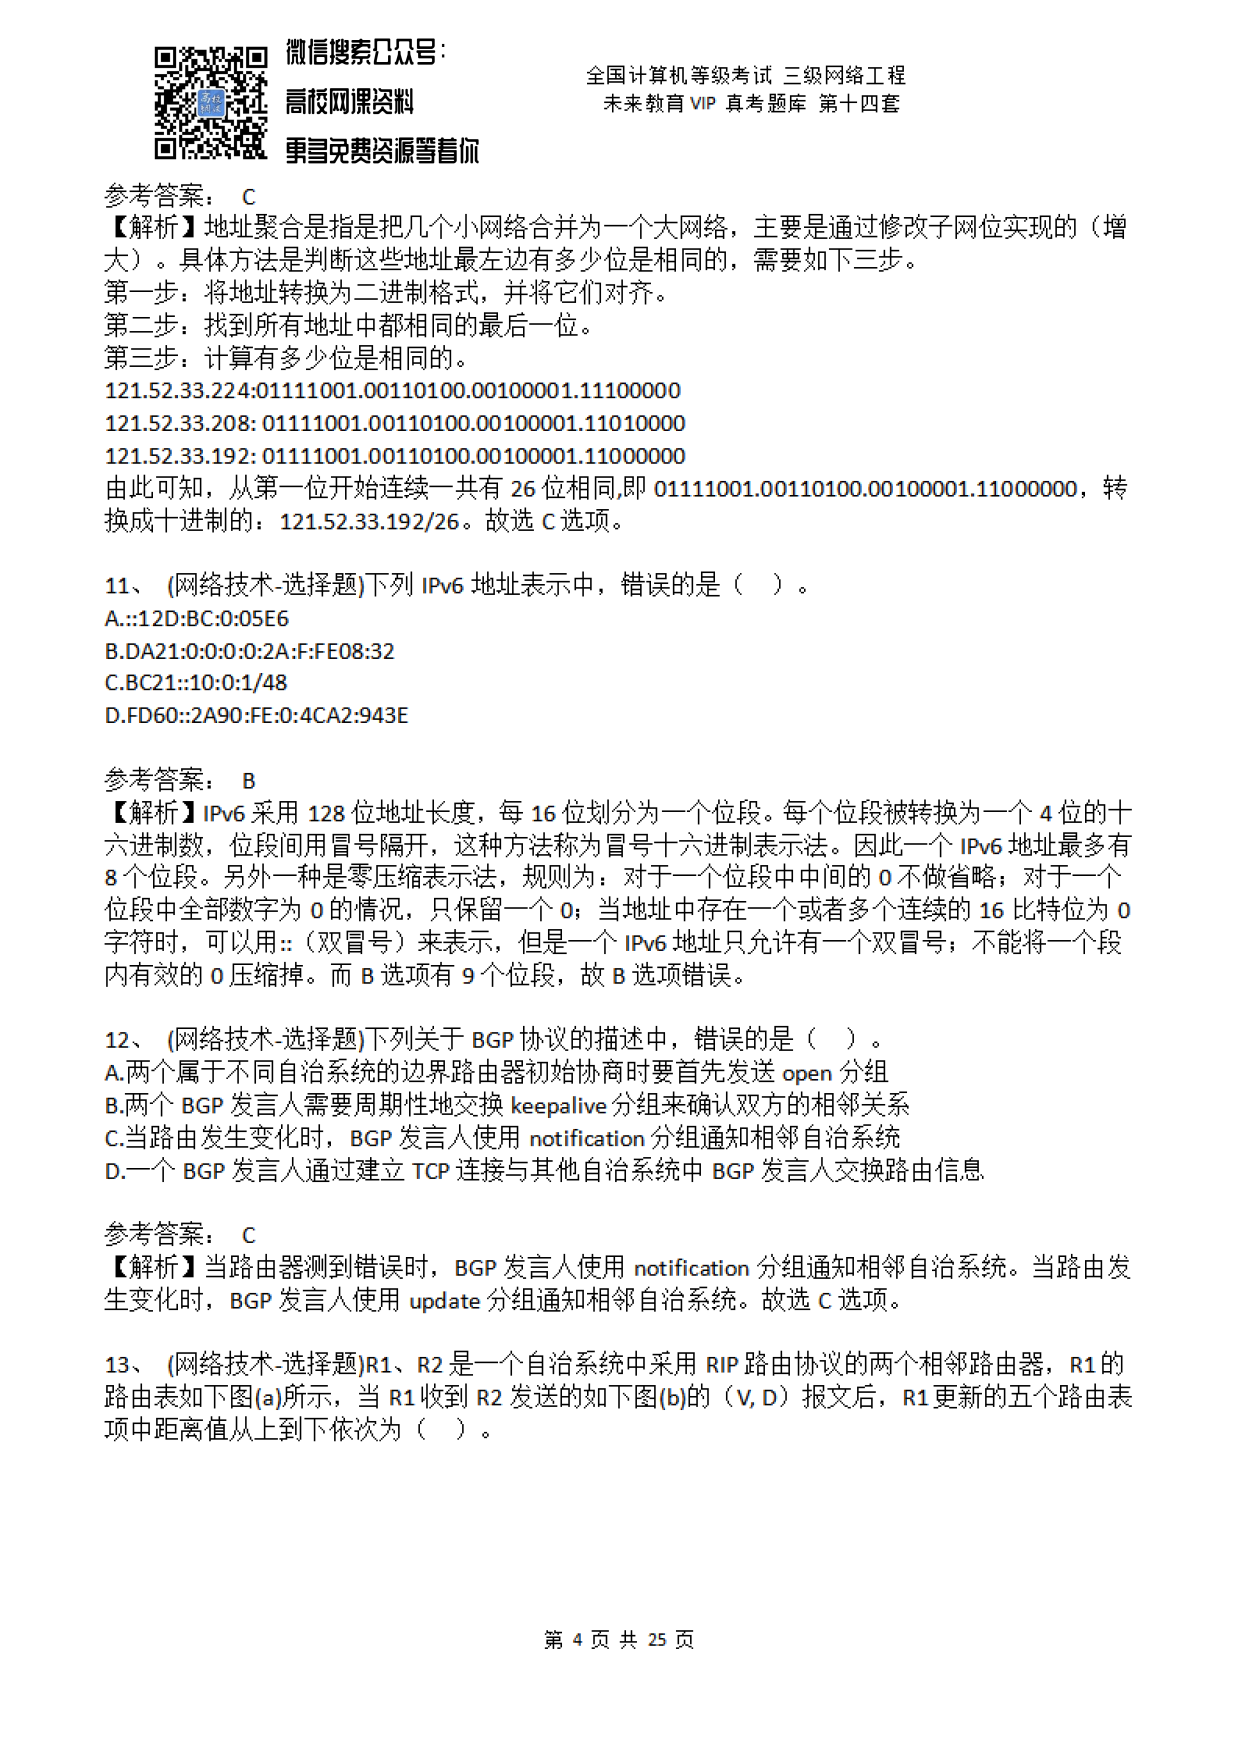 微信搜索公众号：
高校网课资料
更多免费资源等着你
全国计算机等级考试 三级网络工程
未来教育 VIP 真考题库 第十四套
参考答案： C
【解析】地址聚合是指是把几个小网络合并为一个大网络，主要是通过修改子网位实现的（增
大）。具体方法是判断这些地址最左边有多少位是相同的，需要如下三步。
第一步：将地址转换为二进制格式，并将它们对齐。
第二步：找到所有地址中都相同的最后一位。
第三步：计算有多少位是相同的。
121.52.33.224:01111001.00110100.00100001.11100000
121.52.33.208: 01111001.00110100.00100001.11010000
121.52.33.192: 01111001.00110100.00100001.11000000
由此可知，从第一位开始连续一共有 26 位相同,即 01111001.00110100.00100001.11000000，转
换成十进制的：121.52.33.192/26。故选 C 选项。
11、 (网络技术-选择题)下列 IPv6 地址表示中，错误的是（ ）。
A.::12D:BC:0:05E6
B.DA21:0:0:0:0:2A:F:FE08:32
C.BC21::10:0:1/48
D.FD60::2A90:FE:0:4CA2:943E
参考答案： B
【解析】IPv6 采用 128 位地址长度，每 16 位划分为一个位段。每个位段被转换为一个 4 位的十
六进制数，位段间用冒号隔开，这种方法称为冒号十六进制表示法。因此一个 IPv6 地址最多有
8 个位段。另外一种是零压缩表示法，规则为：对于一个位段中中间的 0 不做省略；对于一个
位段中全部数字为 0 的情况，只保留一个 0；当地址中存在一个或者多个连续的 16 比特位为 0
字符时，可以用::（双冒号）来表示，但是一个 IPv6 地址只允许有一个双冒号；不能将一个段
内有效的 0 压缩掉。而 B 选项有 9 个位段，故 B 选项错误。
12、 (网络技术-选择题)下列关于 BGP 协议的描述中，错误的是（ ）。
A.两个属于不同自治系统的边界路由器初始协商时要首先发送 open 分组
B.两个 BGP 发言人需要周期性地交换 keepalive 分组来确认双方的相邻关系
C.当路由发生变化时，BGP 发言人使用 notification 分组通知相邻自治系统
D.一个 BGP 发言人通过建立 TCP 连接与其他自治系统中 BGP 发言人交换路由信息
参考答案： C
【解析】当路由器测到错误时，BGP 发言人使用 notification 分组通知相邻自治系统。当路由发
生变化时，BGP 发言人使用 update 分组通知相邻自治系统。故选 C 选项。
13、 (网络技术-选择题)R1、R2 是一个自治系统中采用 RIP 路由协议的两个相邻路由器，R1 的
路由表如下图(a)所示，当 R1 收到 R2 发送的如下图(b)的（V, D）报文后，R1 更新的五个路由表
项中距离值从上到下依次为（ ）。
第 4 页 共 25 页